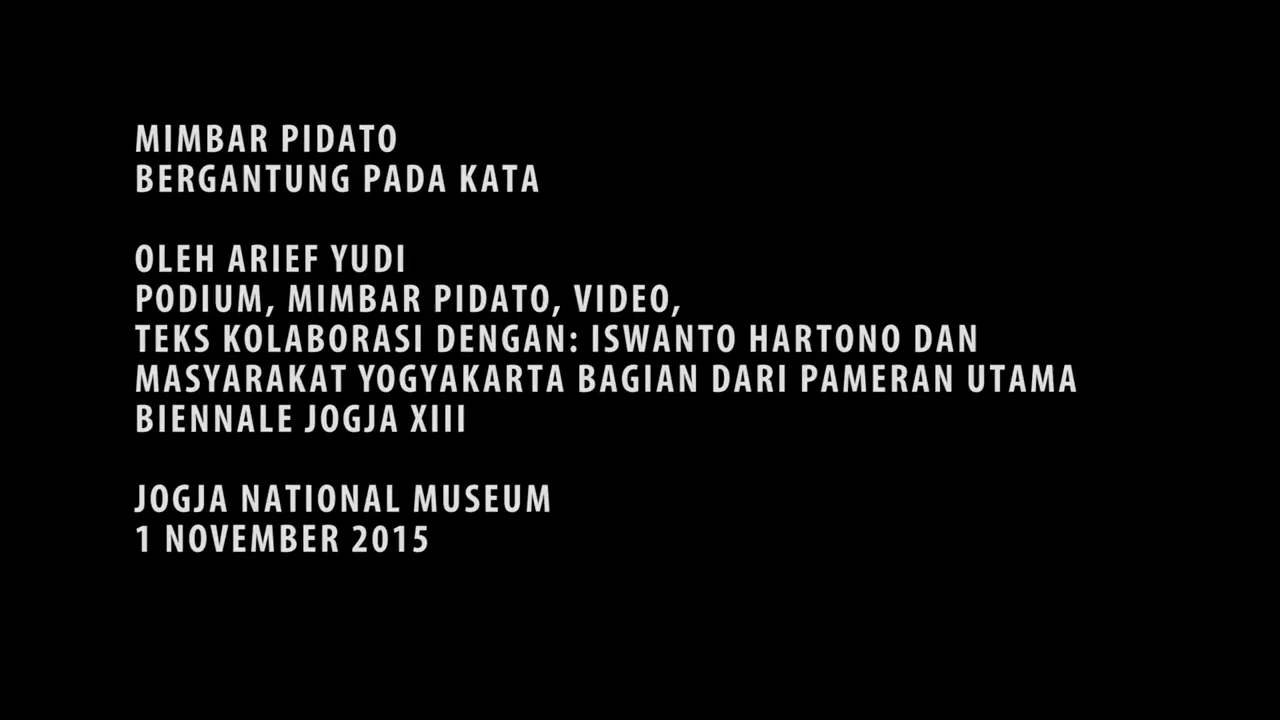 MIMBAR PIDATO
BERGANTUNG PADA KATA
OLEH ARIEF YUDI
PODIUM, MIMBAR PIDATO, VIDEO,
TEKS KOLABORASI DENGAN: ISWANTO HARTONO DAN
MASYARAKAT YOGYAKARTA BAGIAN DARI PAMERAN UTAMA
BIENNALE JOGJA XIII
JOGJA NATIONAL MUSEUM
1 NOVEMBER 2015